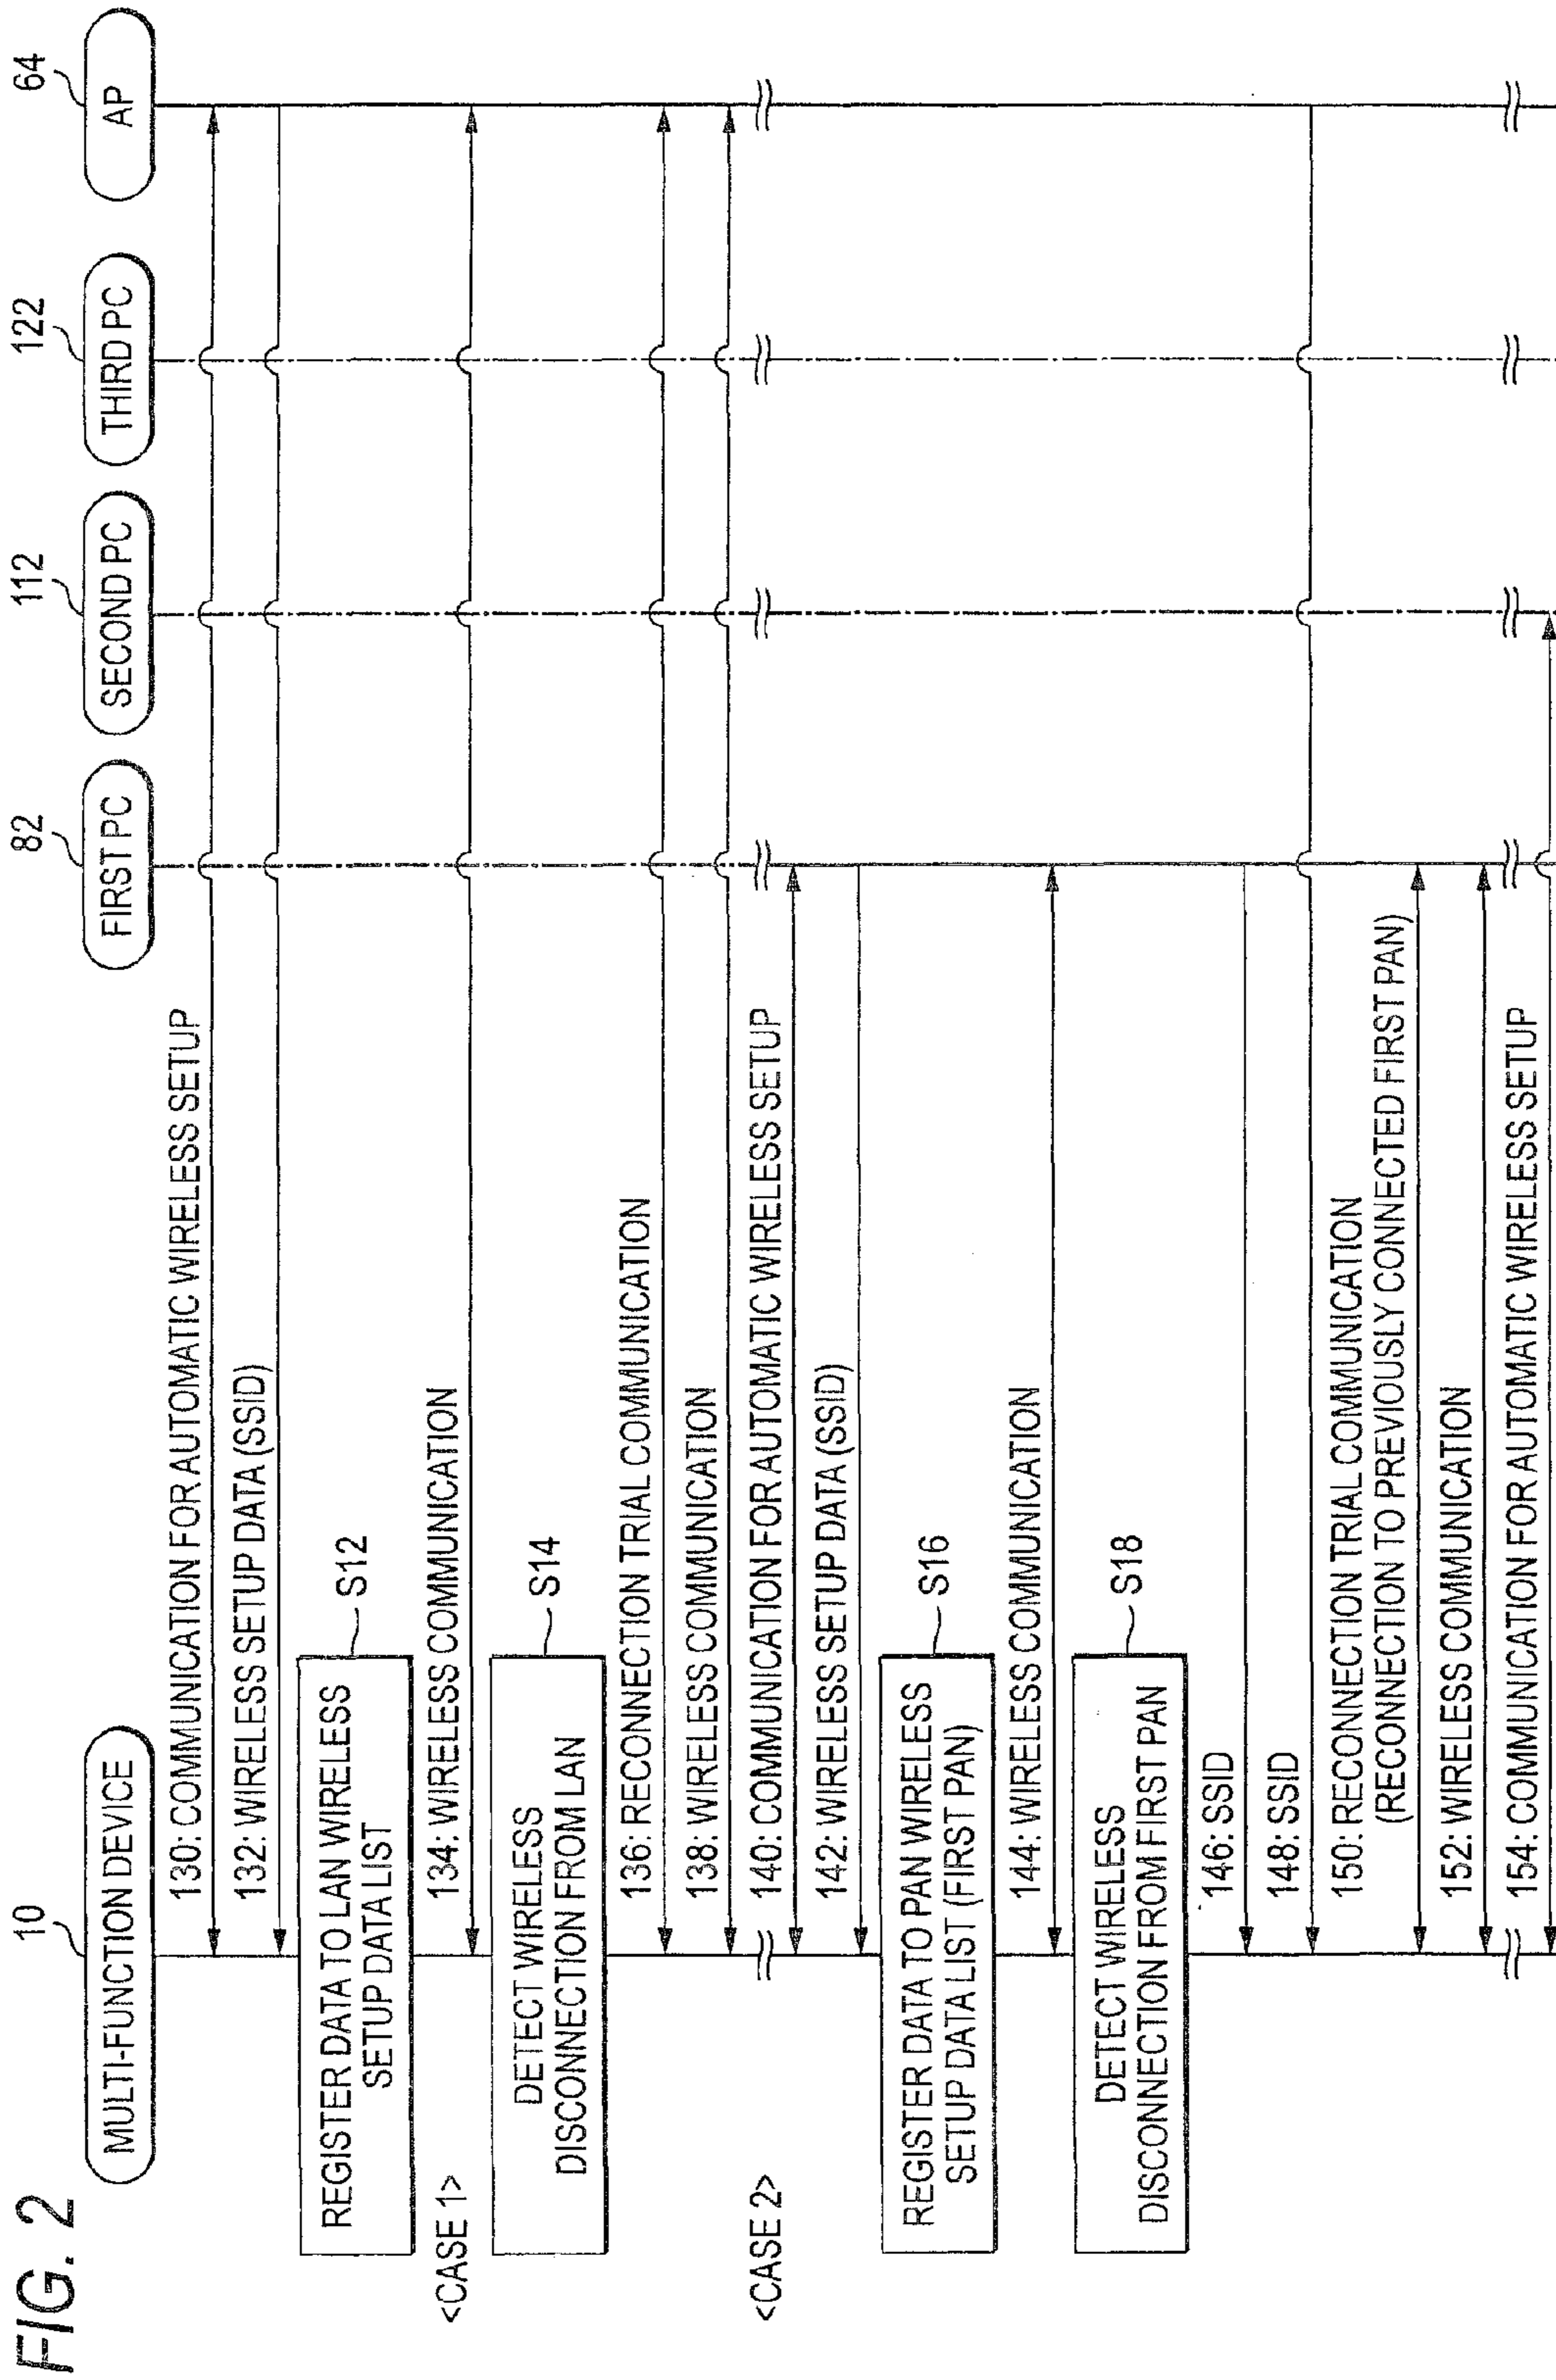 FIG. 2
10
82
112
122
64
MULTI-FUNCTION DEVICE
FIRST PC
SECOND PC
THIRD PC
AP
130: COMMUNICATION FOR AUTOMATIC WIRELESS SETUP
132: WIRELESS SETUP DATA (SSID)
REGISTER DATA TO LAN WIRELESS
SETUP DATA LIST
S12
<CASE 1>
134: WIRELESS COMMUNICATION
DETECT WIRELESS
DISCONNECTION FROM LAN
S14
136: RECONNECTION TRIAL COMMUNICATION
138: WIRELESS COMMUNICATION
<CASE 2>
140: COMMUNICATION FOR AUTOMATIC WIRELESS SETUP
142: WIRELESS SETUP DATA (SSID)
REGISTER DATA TO PAN WIRELESS
SETUP DATA LIST (FIRST PAN)
S16
144: WIRELESS COMMUNICATION
DETECT WIRELESS
DISCONNECTION FROM FIRST PAN
S18
146: SSID
148: SSID
150: RECONNECTION TRIAL COMMUNICATION
(RECONNECTION TO PREVIOUSLY CONNECTED FIRST PAN)
152: WIRELESS COMMUNICATION
154: COMMUNICATION FOR AUTOMATIC WIRELESS SETUP